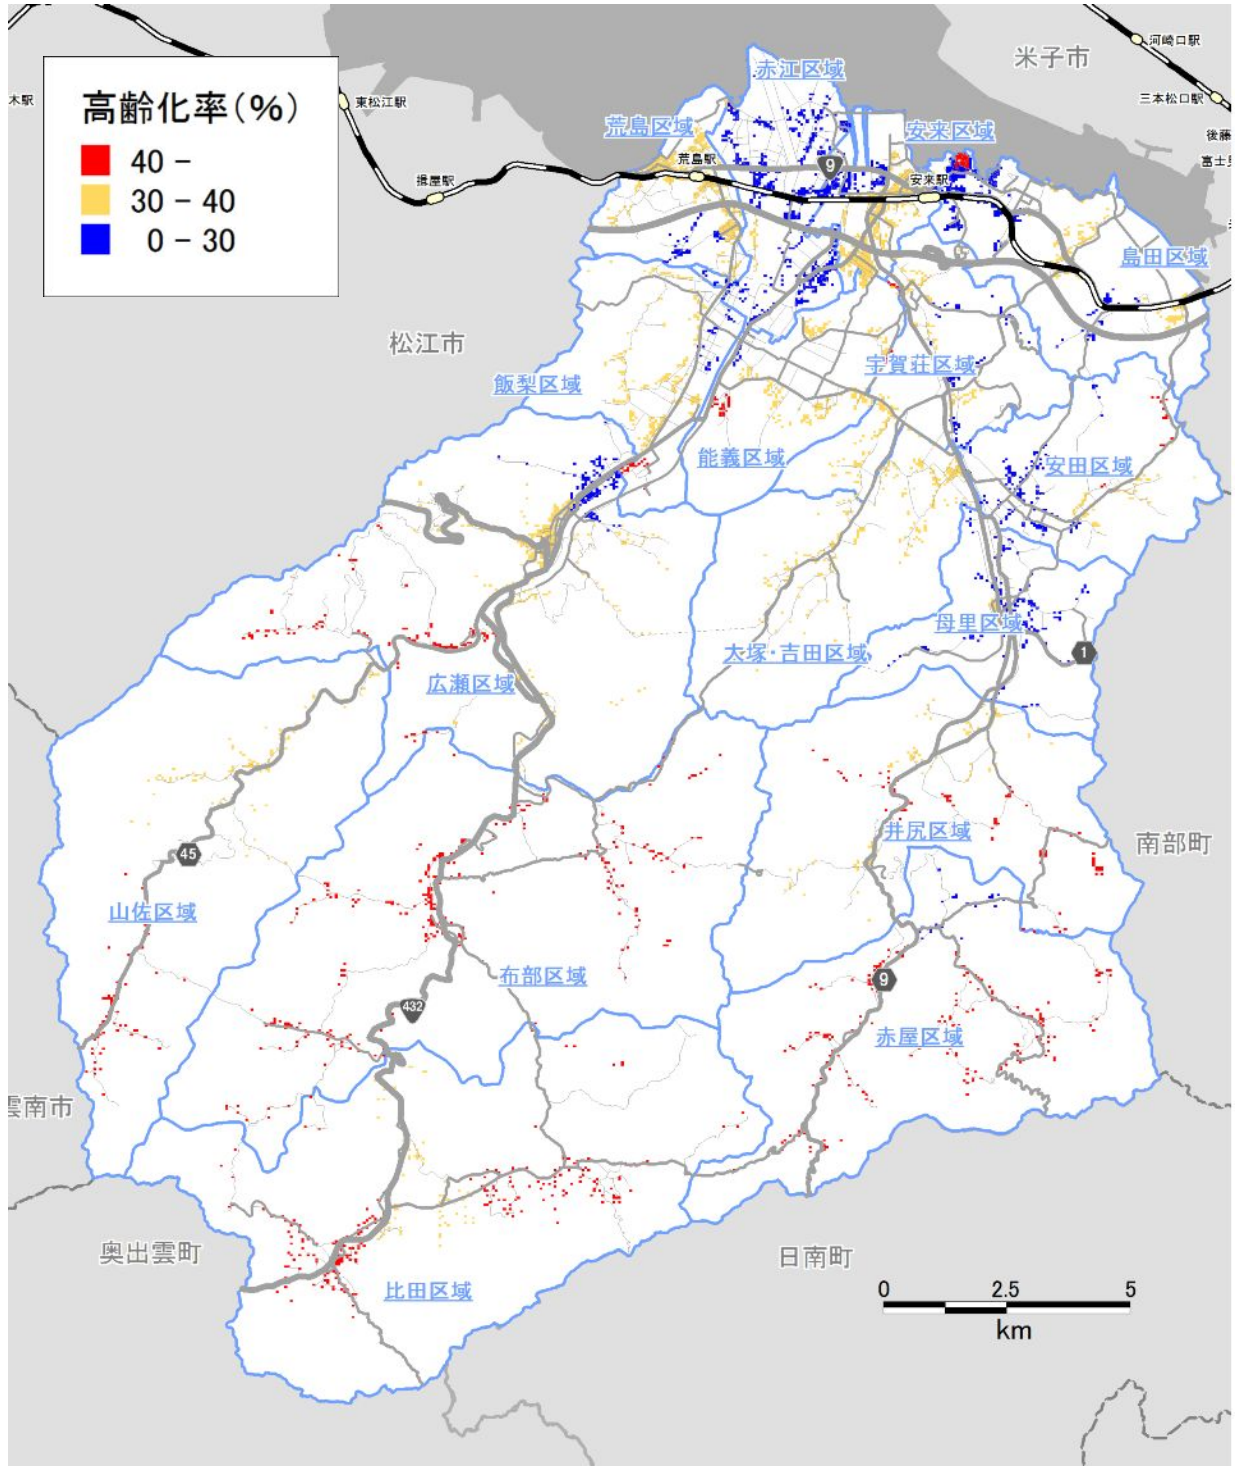 河崎口駅
米子市
三本松口駅
後藤
富士見
木駅
東松江駅
高齢化率(%)
40 -
30 - 40
0 - 30
赤江区域
荒島区域
安来区域
荒島駅
9
揖屋駅
安来駅
島田区域
松江市
宇賀荘区域
飯梨区域
能義区域
安田区域
母里区域
大塚・吉田区域
1
広瀬区域
井尻区域
南部町
45
山佐区域
布部区域
9
432
赤屋区域
雲南市
奥出雲町
日南町
比田区域
0 2.5 5
km